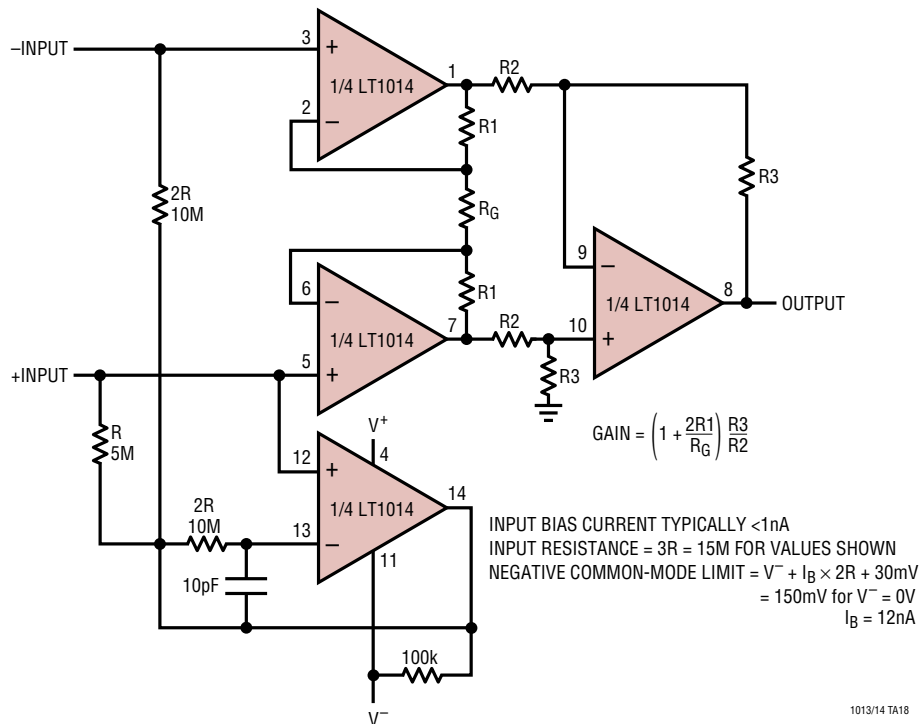 –INPUT
3
+
1/4 LT1014
2
–
1
R2
R1
R3
2R
10M
RG
6
–
1/4 LT1014
5
+
7
R1
R2
9
–
1/4 LT1014
10
+
8
OUTPUT
R3
+INPUT
R
5M
V+
4
12
+
1/4 LT1014
13
–
14
11
2R
10M
10pF
100k
V–
GAIN = (1 + 2R1/RG) R3/R2
INPUT BIAS CURRENT TYPICALLY <1nA
INPUT RESISTANCE = 3R = 15M FOR VALUES SHOWN
NEGATIVE COMMON-MODE LIMIT = V– + IB × 2R + 30mV
= 150mV for V– = 0V
IB = 12nA
1013/14 TA18